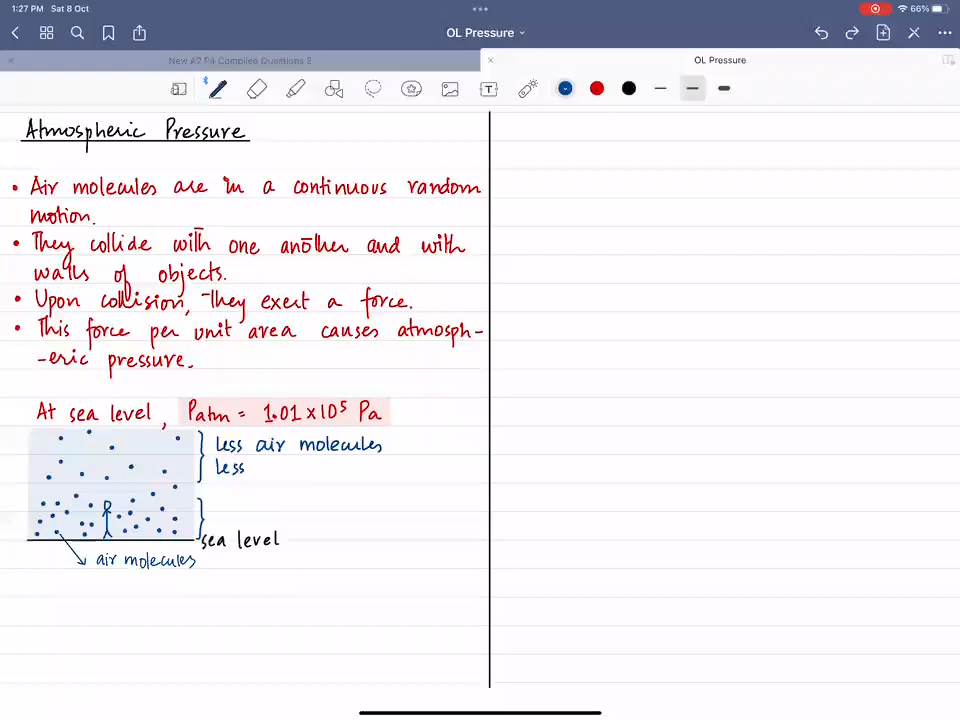 1:27 PM Sat 8 Oct
66%
OL Pressure
New A2 P4 Compiled Questions 2
OL Pressure
Atmospheric Pressure
• Air molecules are in a continuous random
motion.
• They collide with one another and with
walls of objects.
• Upon collision, They exert a force.
• This force per unit area causes atmosph-
-eric pressure.
At sea level, Patm = 1.01 × 10⁵ Pa
less air molecules
less
sea level
air molecules